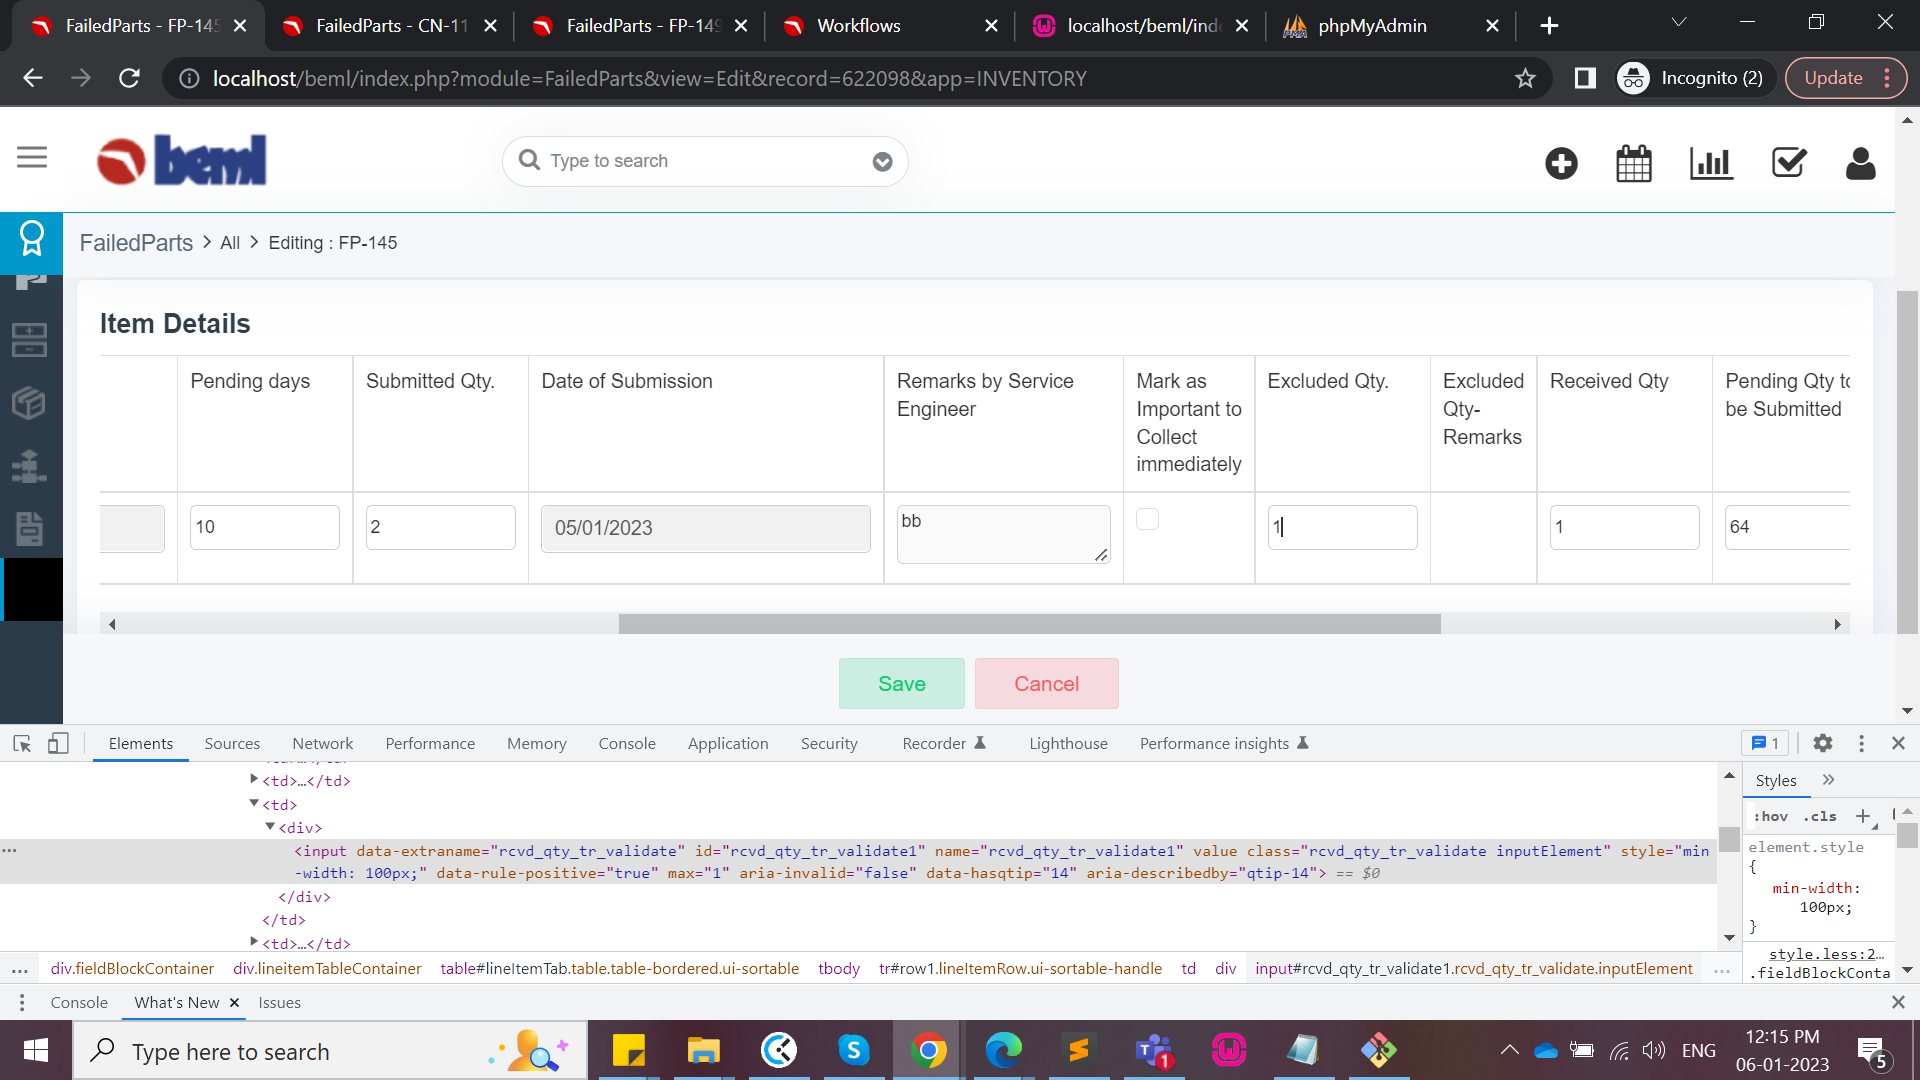 FailedParts - FP-145
FailedParts - CN-11
FailedParts - FP-149
Workflows
localhost/beml/inde
phpMyAdmin
localhost/beml/index.php?module=FailedParts&view=Edit&record=622098&app=INVENTORY
Incognito (2)
Update
beml
Type to search
FailedParts > All > Editing : FP-145
Item Details
Pending days
Submitted Qty.
Date of Submission
Remarks by Service
Engineer
Mark as
Important to
Collect
immediately
Excluded Qty.
Excluded
Qty-
Remarks
Received Qty
Pending Qty to
be Submitted
10
2
05/01/2023
bb
1
1
64
Save
Cancel
Elements
Sources
Network
Performance
Memory
Console
Application
Security
Recorder
Lighthouse
Performance insights
1
<td>…</td>
<td>
<div>
<input data-extraname="rcvd_qty_tr_validate" id="rcvd_qty_tr_validate1" name="rcvd_qty_tr_validate1" value class="rcvd_qty_tr_validate inputElement" style="min
-width: 100px;" data-rule-positive="true" max="1" aria-invalid="false" data-hasqtip="14" aria-describedby="qtip-14"> == $0
</div>
</td>
<td>…</td>
Styles
:hov .cls
element.style
{
min-width:
100px;
}
style.less:2…
.fieldBlockConta
... div.fieldBlockContainer div.lineitemTableContainer table#lineItemTab.table.table-bordered.ui-sortable tbody tr#row1.lineItemRow.ui-sortable-handle td div input#rcvd_qty_tr_validate1.rcvd_qty_tr_validate.inputElement ...
Console
What's New
Issues
Type here to search
1
ENG
12:15 PM
06-01-2023
5